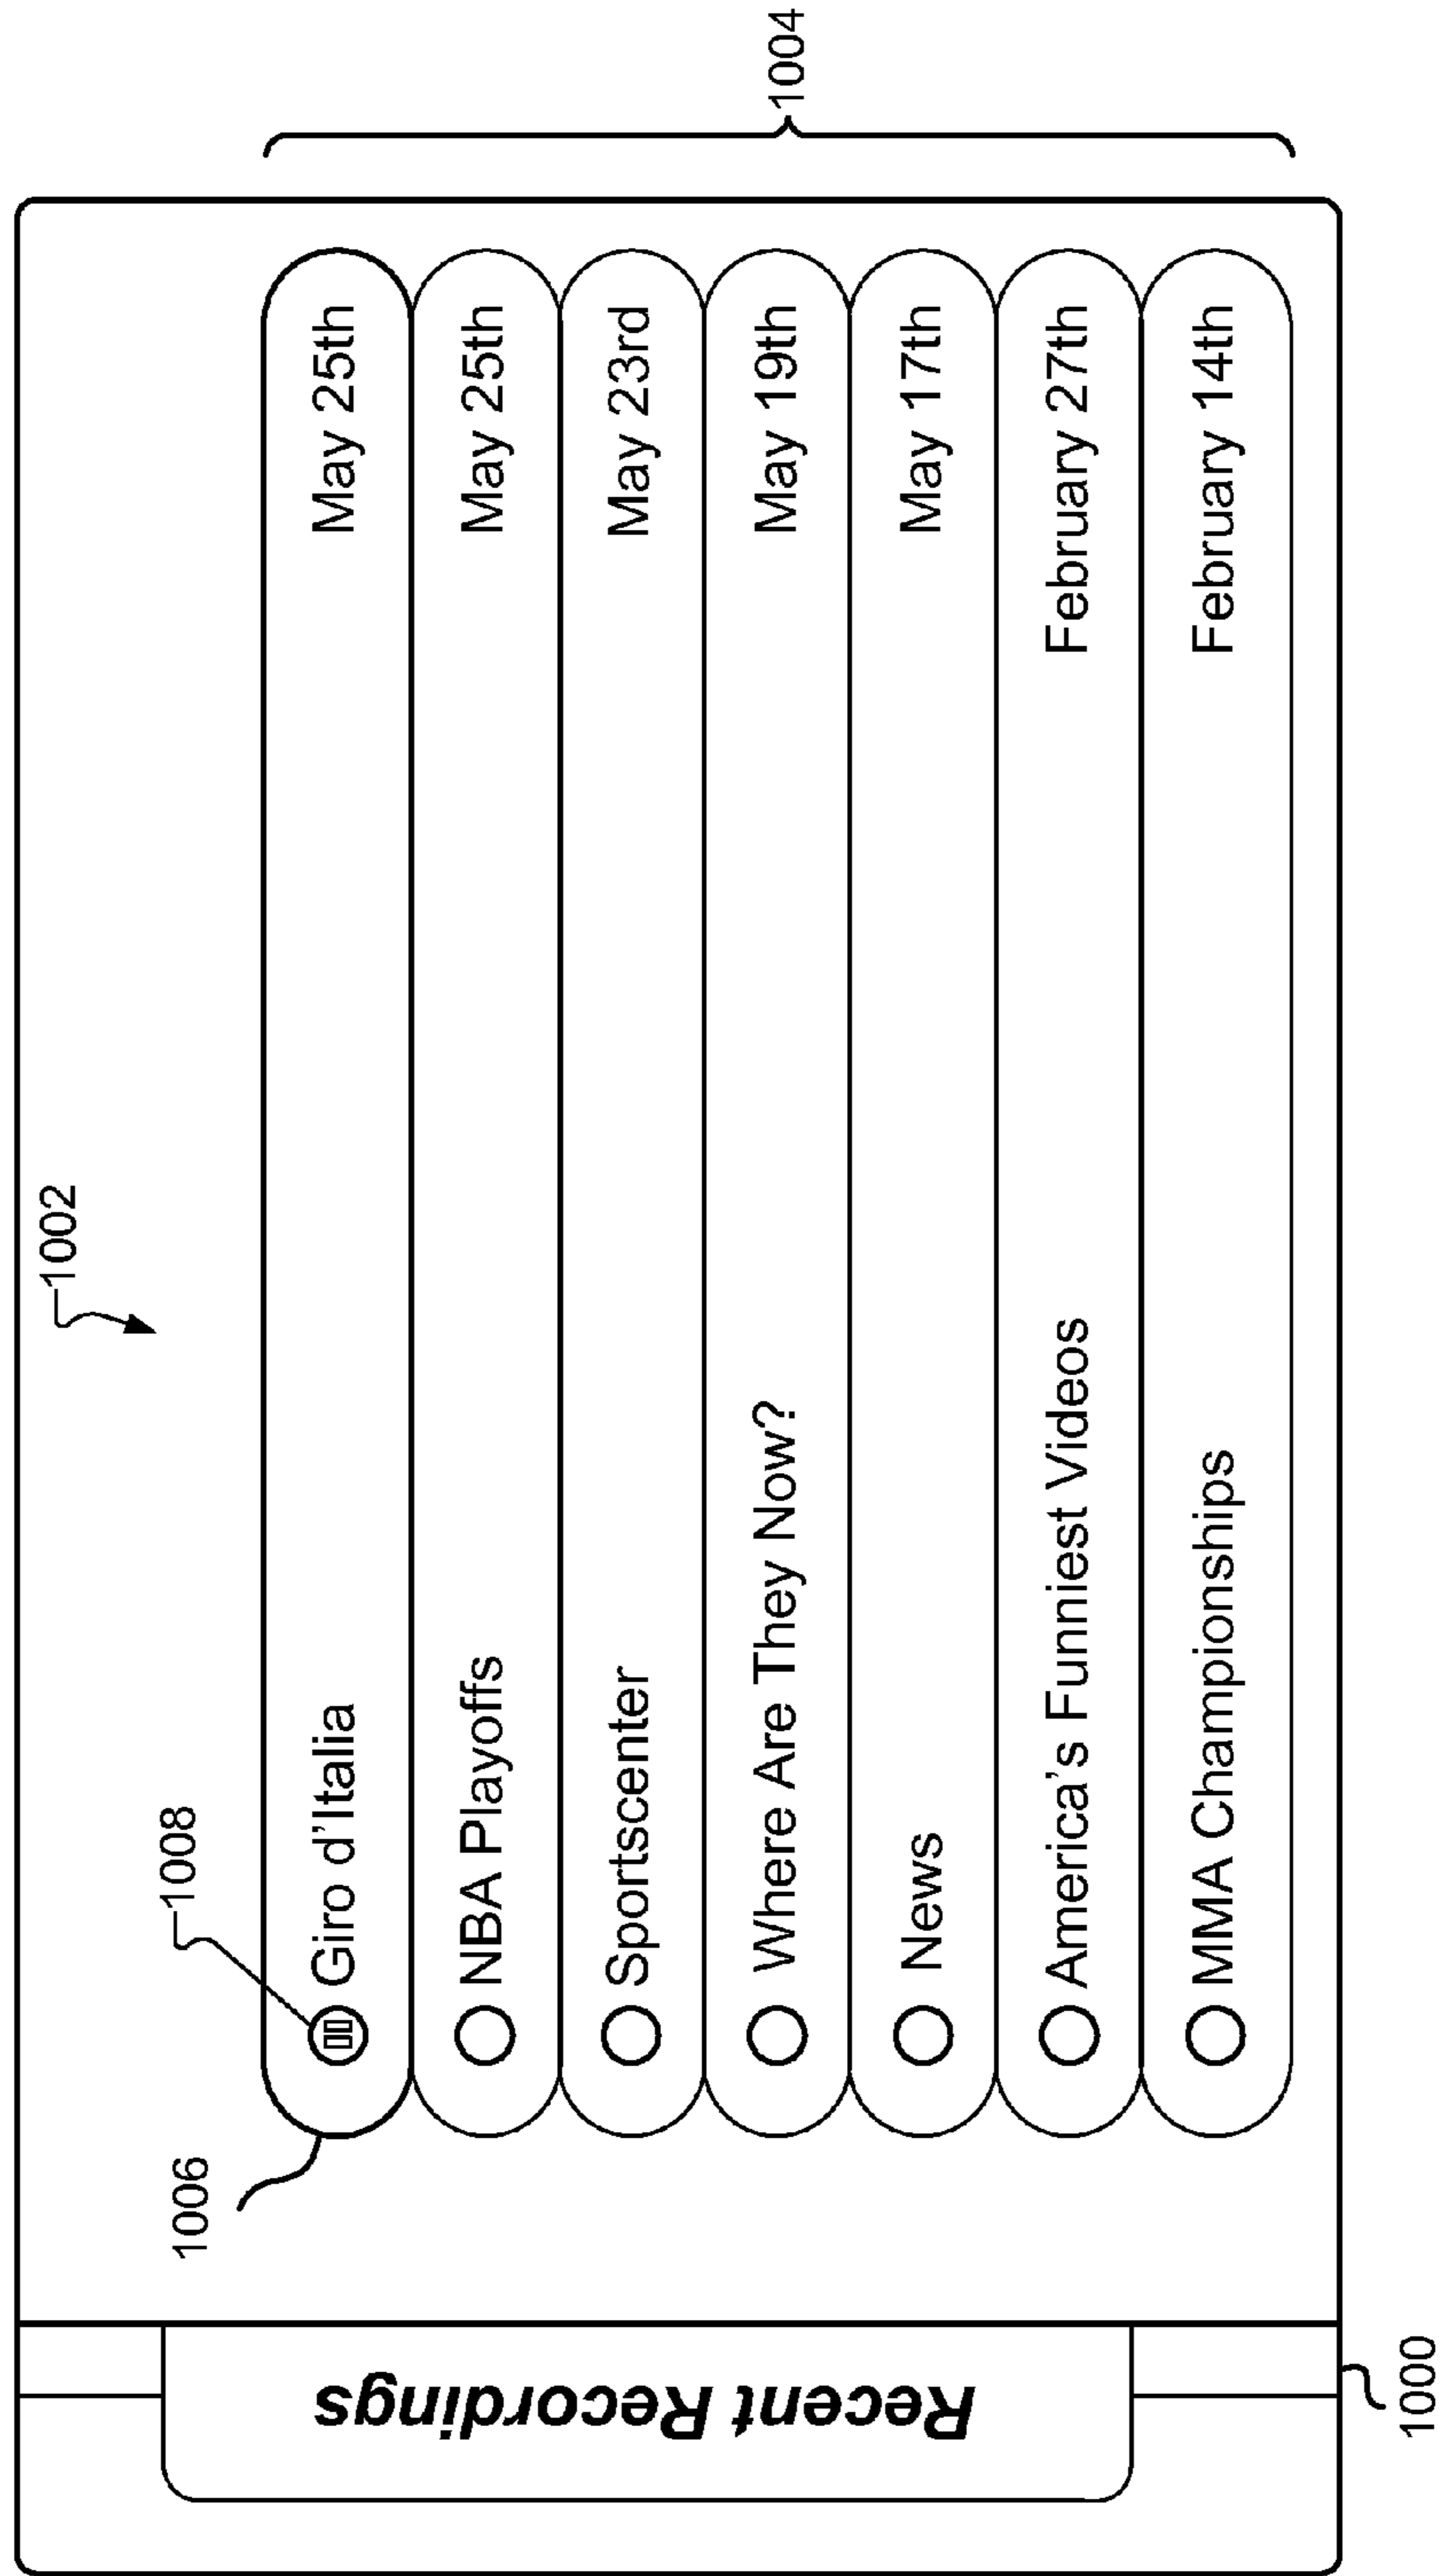 1002
1004
1006
1008
Recent Recordings
Giro d'Italia May 25th
NBA Playoffs May 25th
Sportscenter May 23rd
Where Are They Now? May 19th
News May 17th
America's Funniest Videos February 27th
MMA Championships February 14th
1000